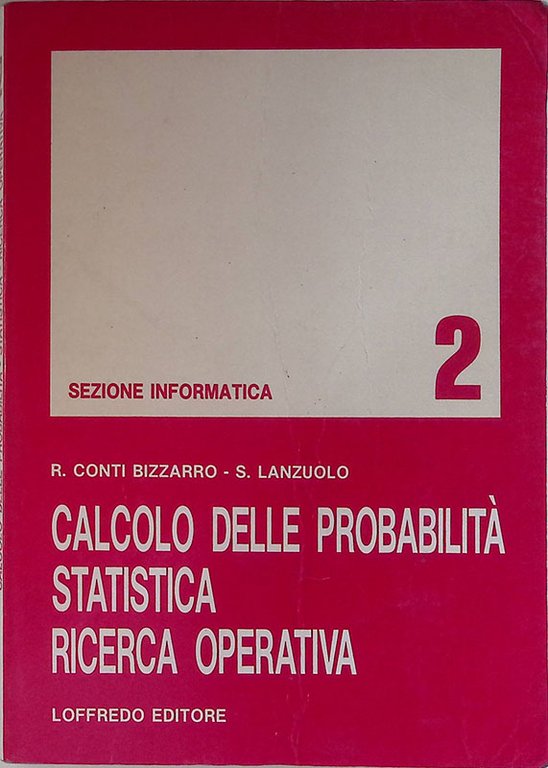 SEZIONE INFORMATICA
2
R. CONTI BIZZARRO - S. LANZUOLO
CALCOLO DELLE PROBABILITÀ
STATISTICA
RICERCA OPERATIVA
LOFFREDO EDITORE